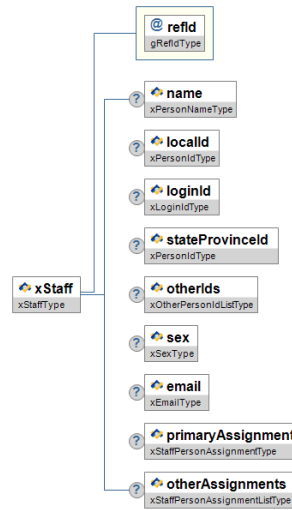 @ refId
gRefIdType
? name
xPersonNameType
? localId
xPersonIdType
? loginId
xLoginIdType
? stateProvinceId
xPersonIdType
xStaff
xStaffType
? otherIds
xOtherPersonIdListType
? sex
xSexType
? email
xEmailType
? primaryAssignment
xStaffPersonAssignmentType
? otherAssignments
xStaffPersonAssignmentListType